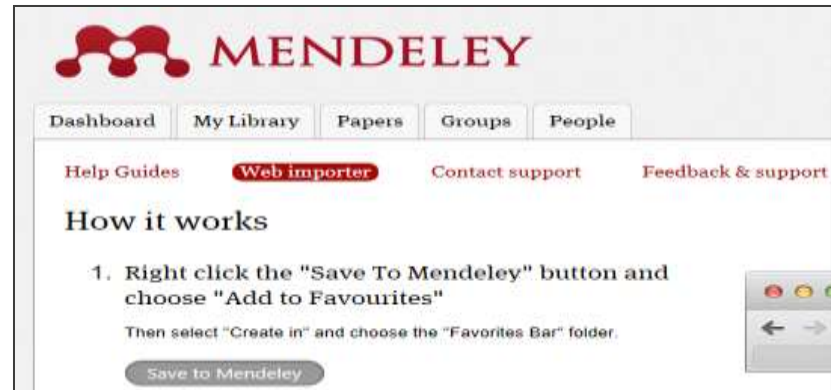 MENDELEY
Dashboard My Library Papers Groups People
Help Guides Web importer Contact support Feedback & support
How it works
1. Right click the "Save To Mendeley" button and
choose "Add to Favourites"
Then select "Create in" and choose the "Favorites Bar" folder.
Save to Mendeley